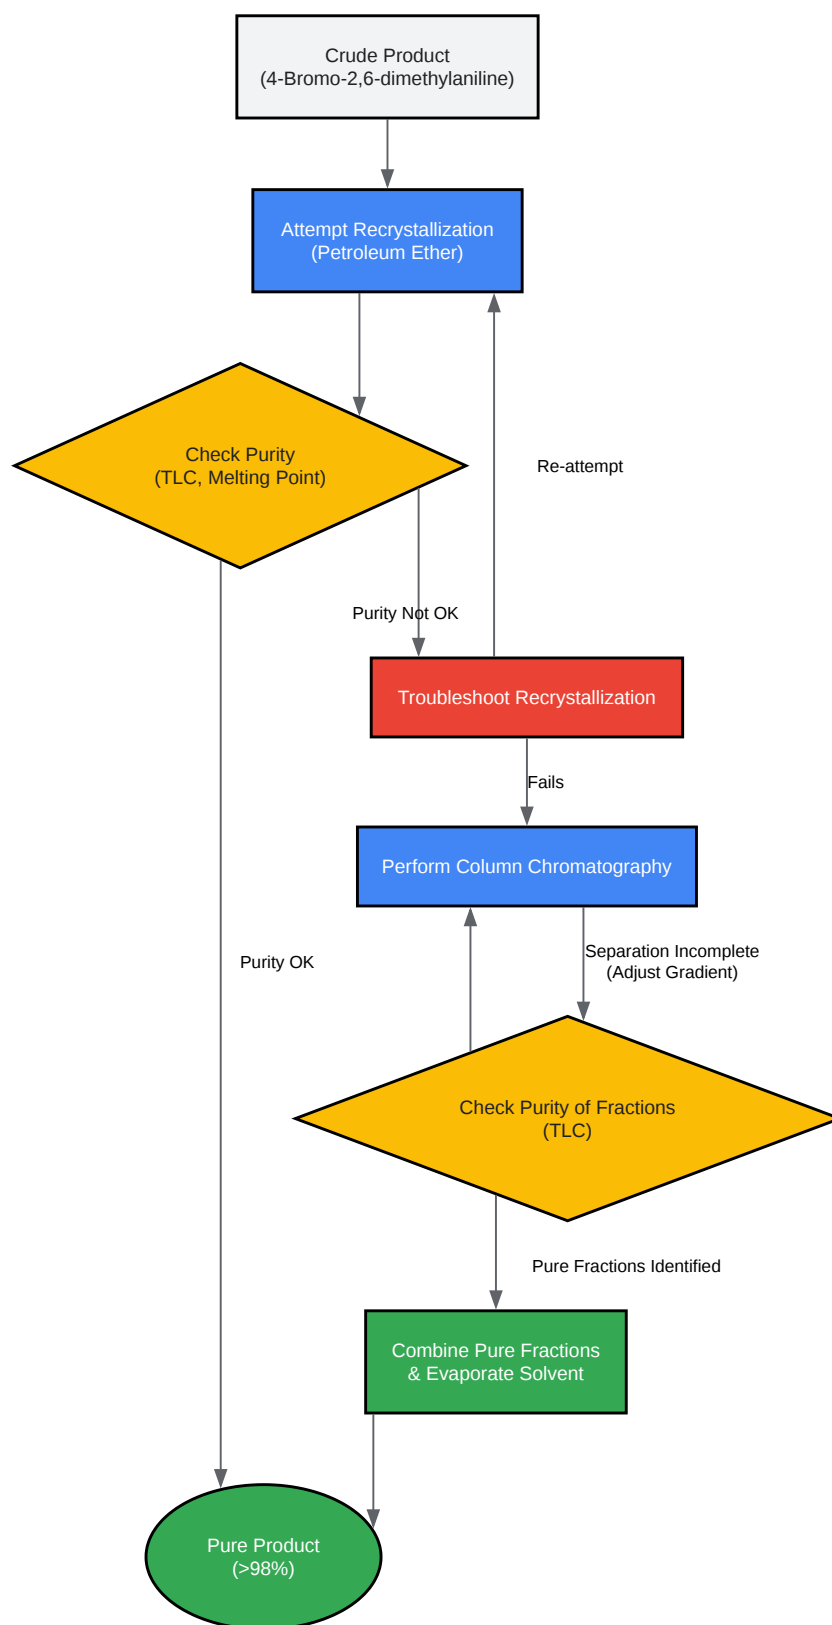 Crude Product
(4-Bromo-2,6-dimethylaniline)
Attempt Recrystallization
(Petroleum Ether)
Check Purity
(TLC, Melting Point)
Re-attempt
Purity Not OK
Troubleshoot Recrystallization
Fails
Perform Column Chromatography
Purity OK
Separation Incomplete
(Adjust Gradient)
Check Purity of Fractions
(TLC)
Pure Fractions Identified
Combine Pure Fractions
& Evaporate Solvent
Pure Product
(>98%)